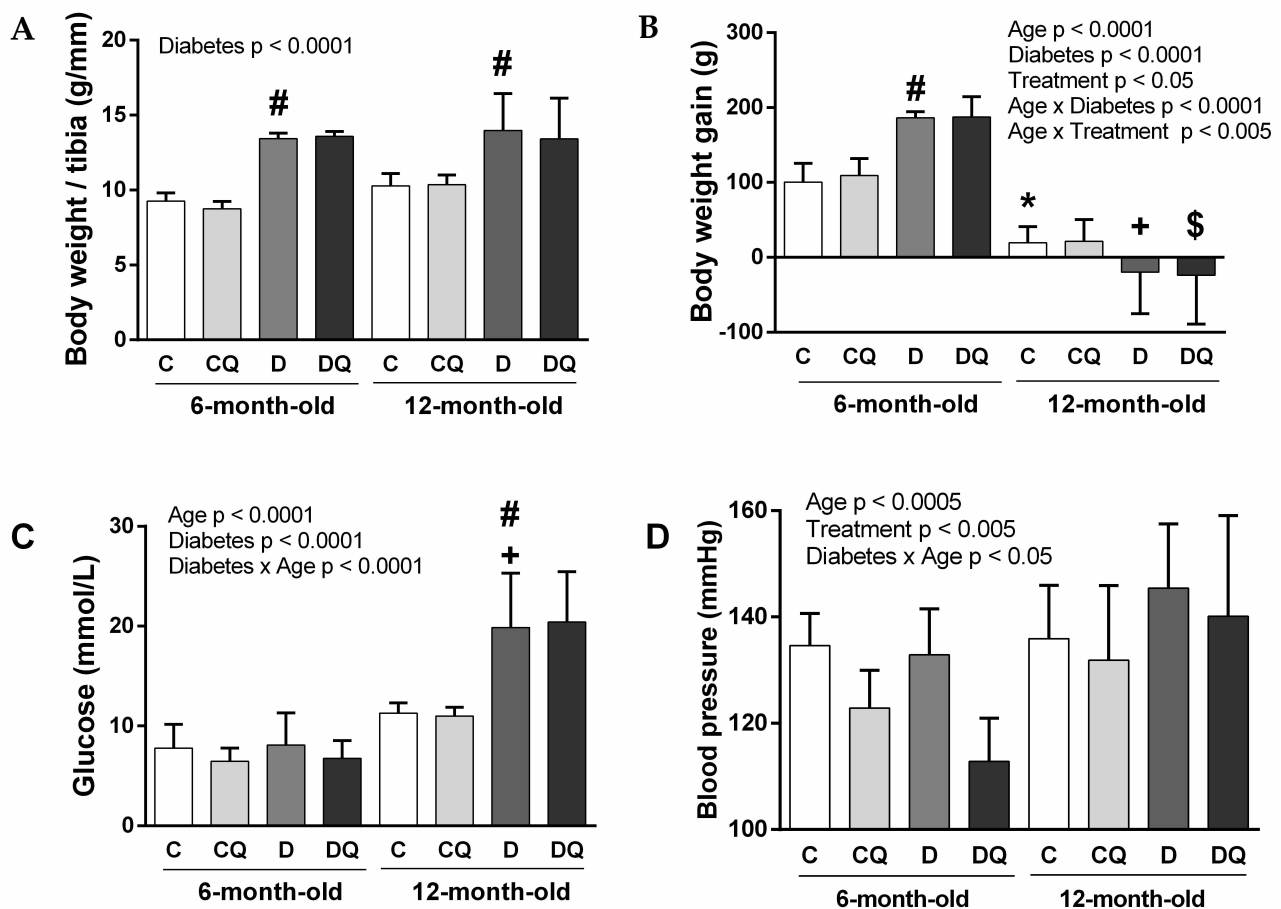 A
Body weight / tibia (g/mm)
20
15
10
5
0
Diabetes p < 0.0001
#
#
C CQ D DQ C CQ D DQ
6-month-old 12-month-old
B
Body weight gain (g)
300
200
100
0
-100
Age p < 0.0001
Diabetes p < 0.0001
Treatment p < 0.05
Age x Diabetes p < 0.0001
Age x Treatment p < 0.005
#
* + $
C CQ D DQ C CQ D DQ
6-month-old 12-month-old
C
Glucose (mmol/L)
30
20
10
0
Age p < 0.0001
Diabetes p < 0.0001
Diabetes x Age p < 0.0001
#
+
C CQ D DQ C CQ D DQ
6-month-old 12-month-old
D
Blood pressure (mmHg)
160
140
120
100
Age p < 0.0005
Treatment p < 0.005
Diabetes x Age p < 0.05
C CQ D DQ C CQ D DQ
6-month-old 12-month-old